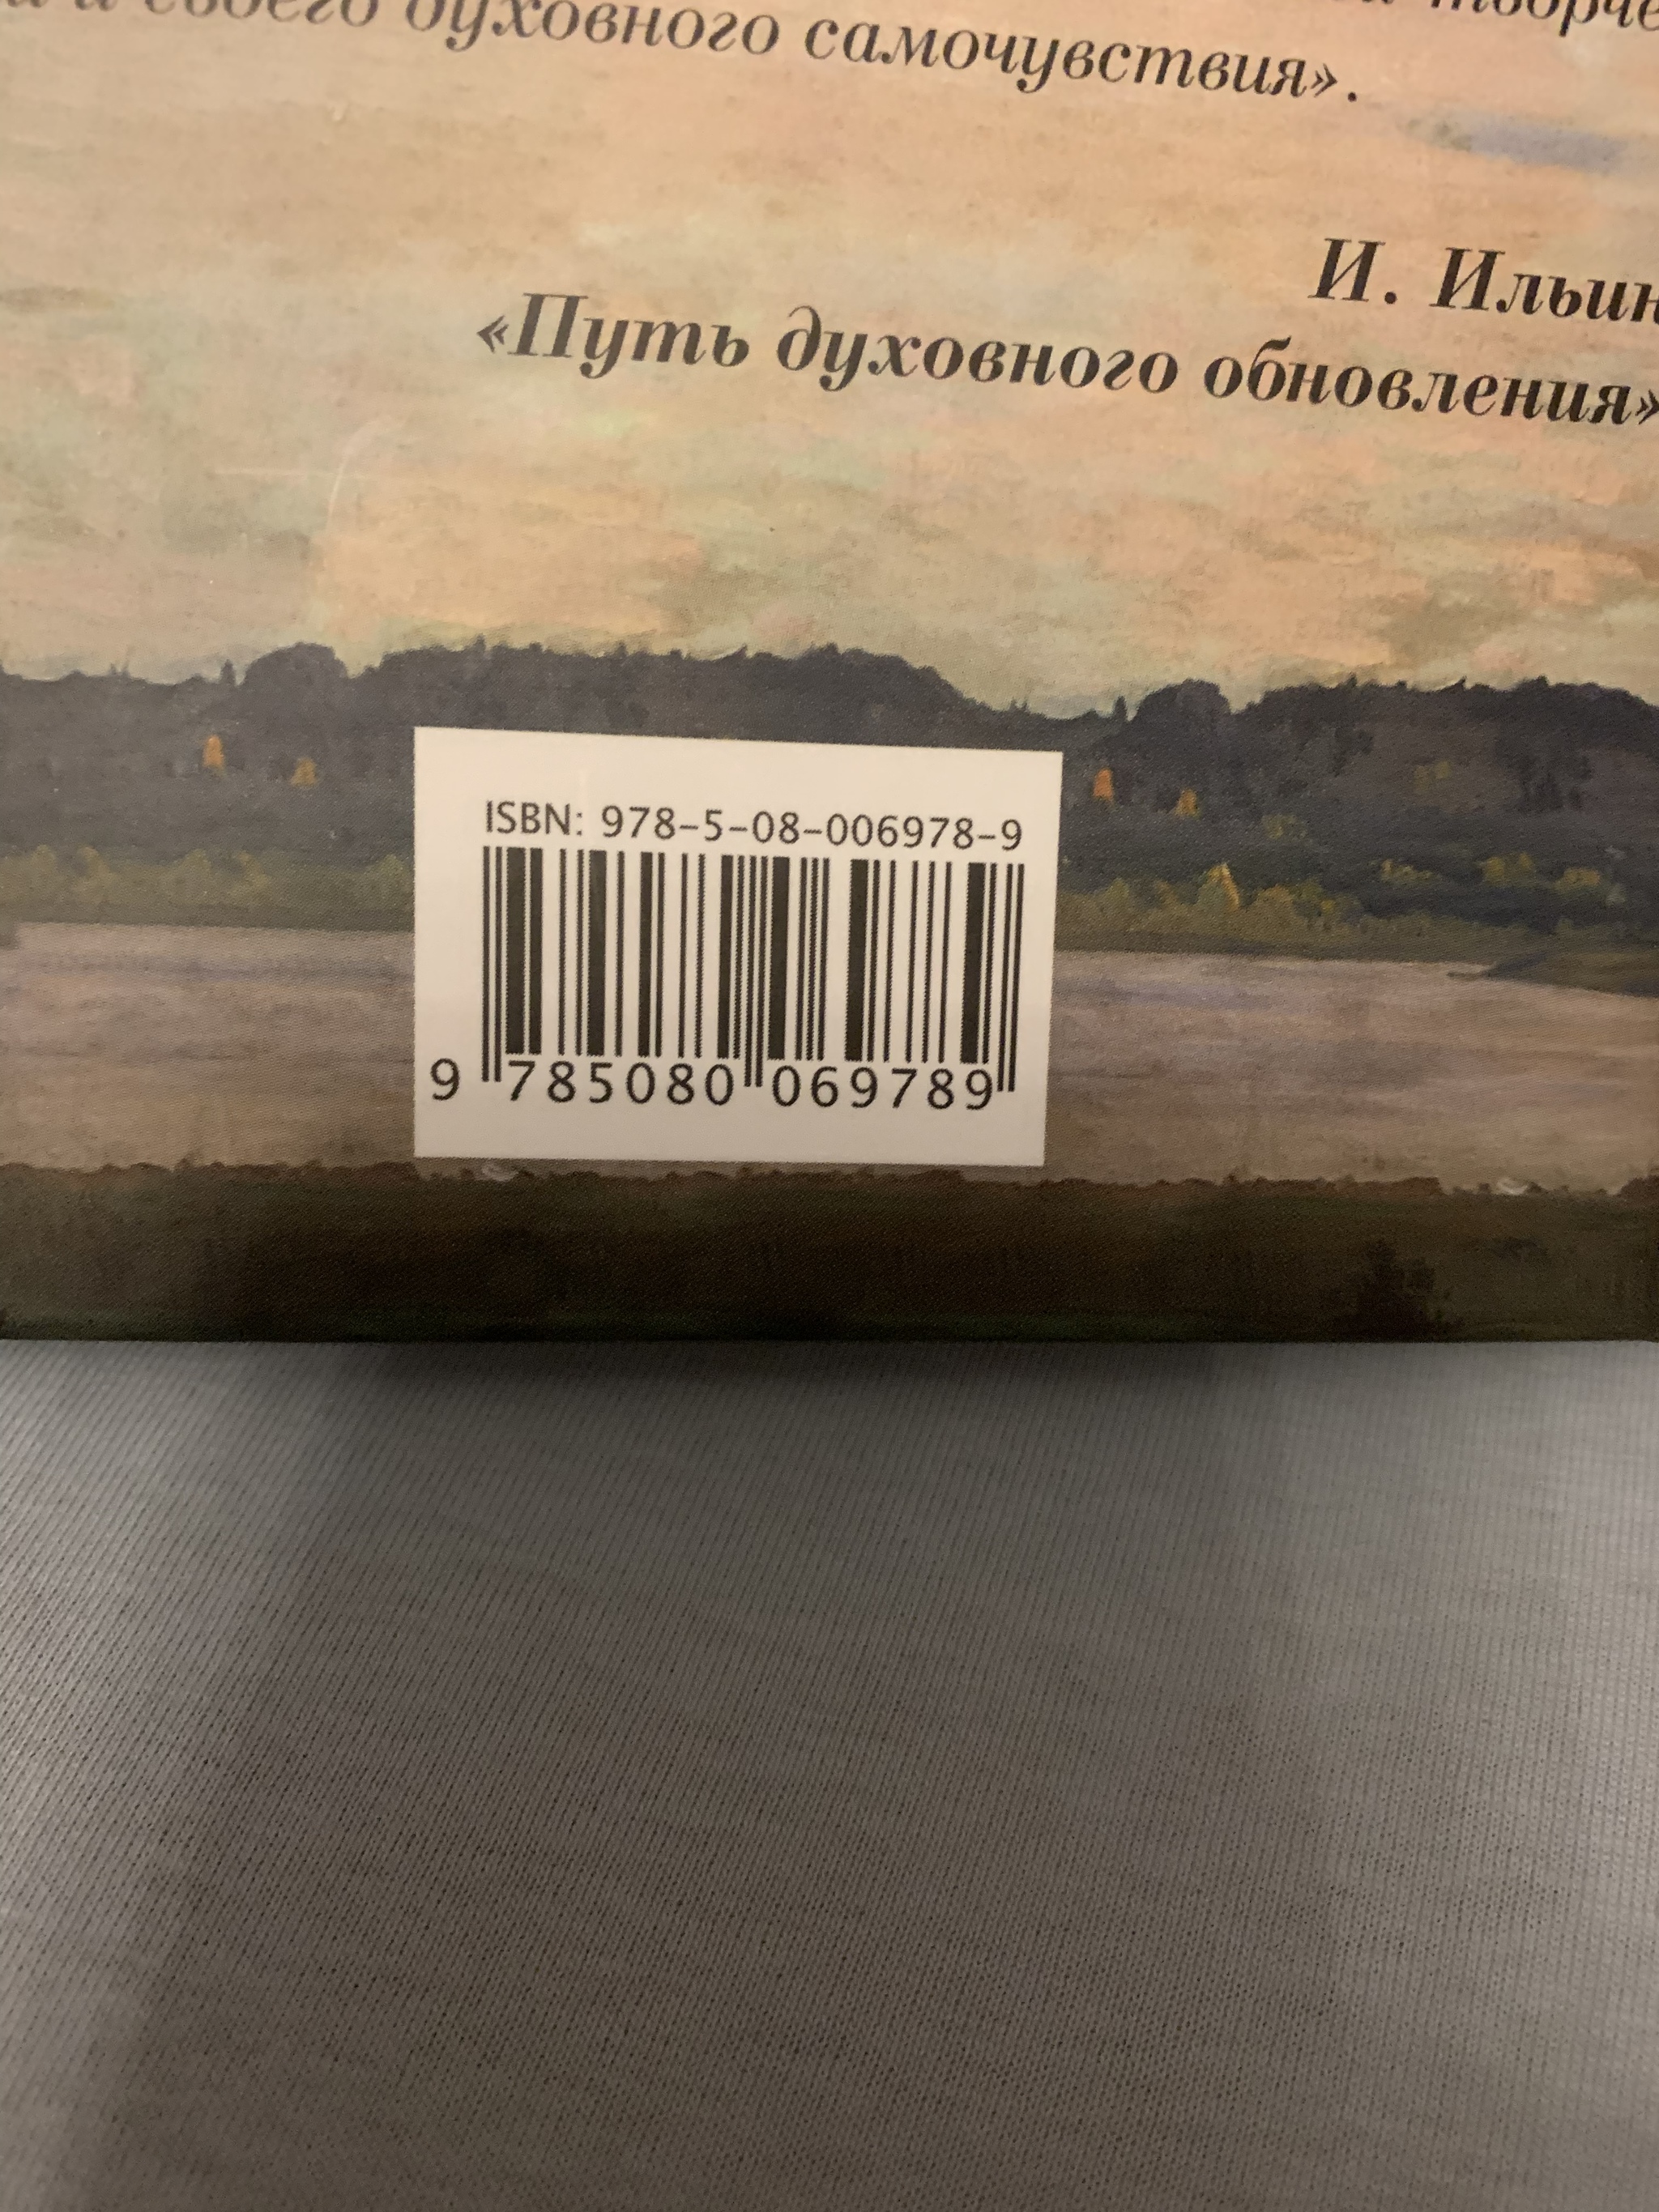 своего духовного самочувствия».
И. Ильин
«Путь духовного обновления»
ISBN: 978-5-08-006978-9
9 785080 069789